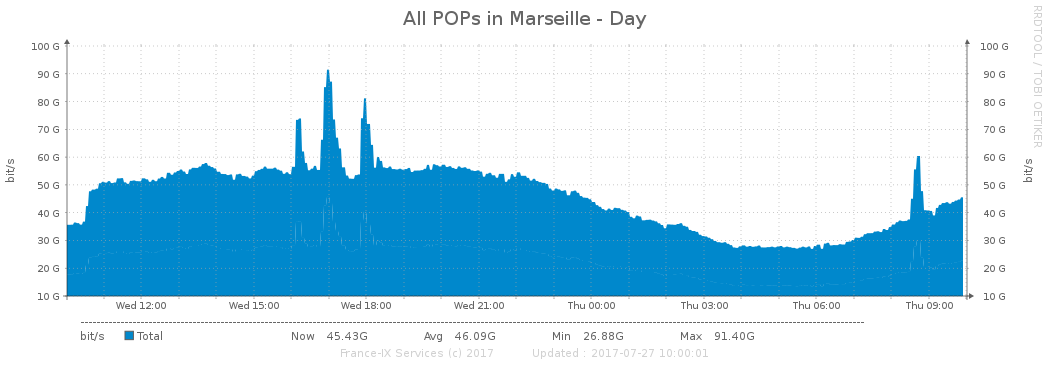 All POPs in Marseille - Day
RRDTOOL / TOBI OETIKER
100 G 100 G
90 G 90 G
80 G 80 G
70 G 70 G
60 G 60 G
50 G 50 G
40 G 40 G
30 G 30 G
20 G 20 G
10 G 10 G
bit/s
bit/s
Wed 12:00 Wed 15:00 Wed 18:00 Wed 21:00 Thu 00:00 Thu 03:00 Thu 06:00 Thu 09:00
bit/s Total Now 45.43G Avg 46.09G Min 26.88G Max 91.40G
France-IX Services (c) 2017 Updated : 2017-07-27 10:00:01